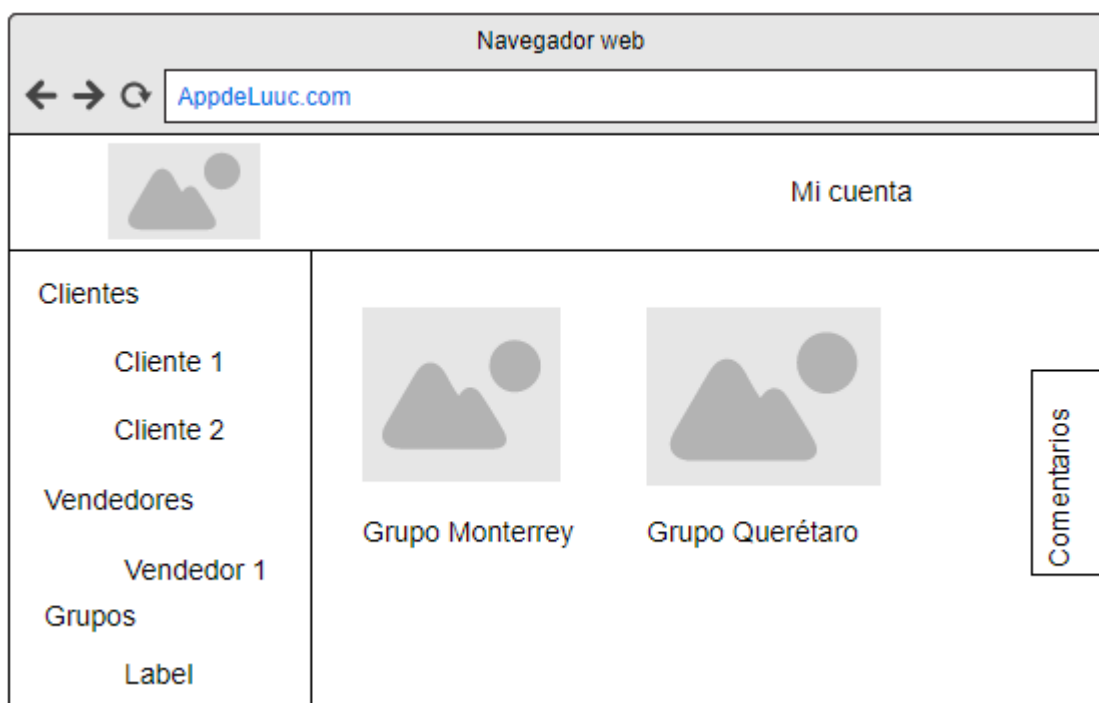 Navegador web
AppdeLuuc.com
Mi cuenta
Clientes
Cliente 1
Cliente 2
Vendedores
Vendedor 1
Grupos
Label
Grupo Monterrey
Grupo Querétaro
Comentarios